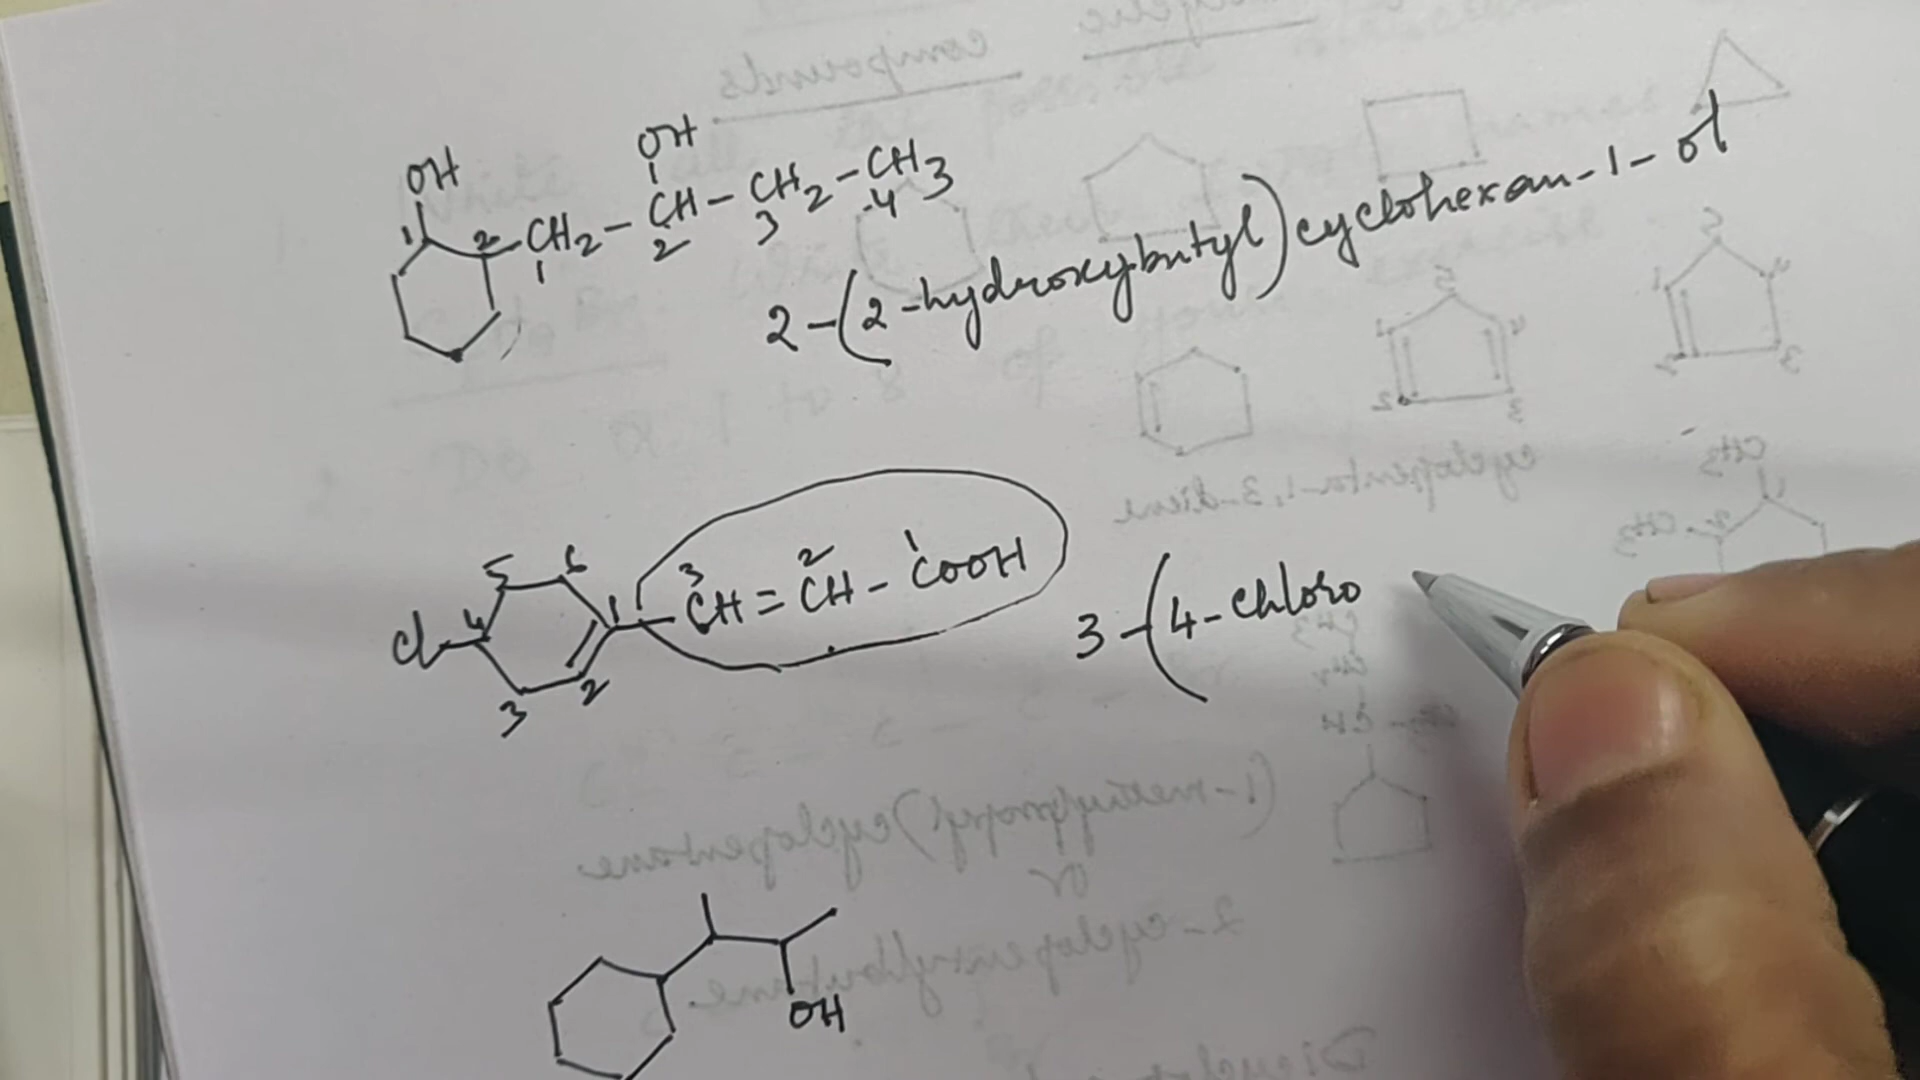 OH
OH
1 2 - CH2 - CH - CH2 - CH3
1 2 3 4
2-(2-hydroxybutyl)cyclohexan-1-ol
5 6
Cl 4 1 - CH = CH - COOH
3 2 1
3 2
3-(4-chloro
OH